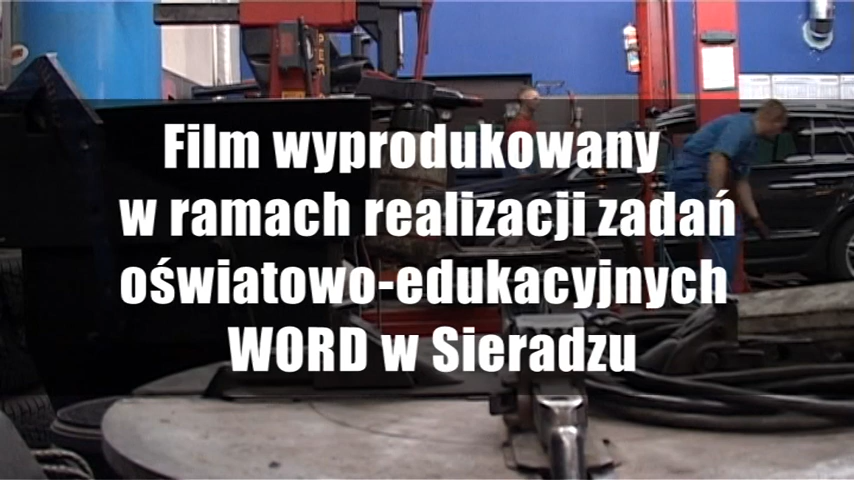 Film wyprodukowany
w ramach realizacji zadań
oświatowo-edukacyjnych
WORD w Sieradzu